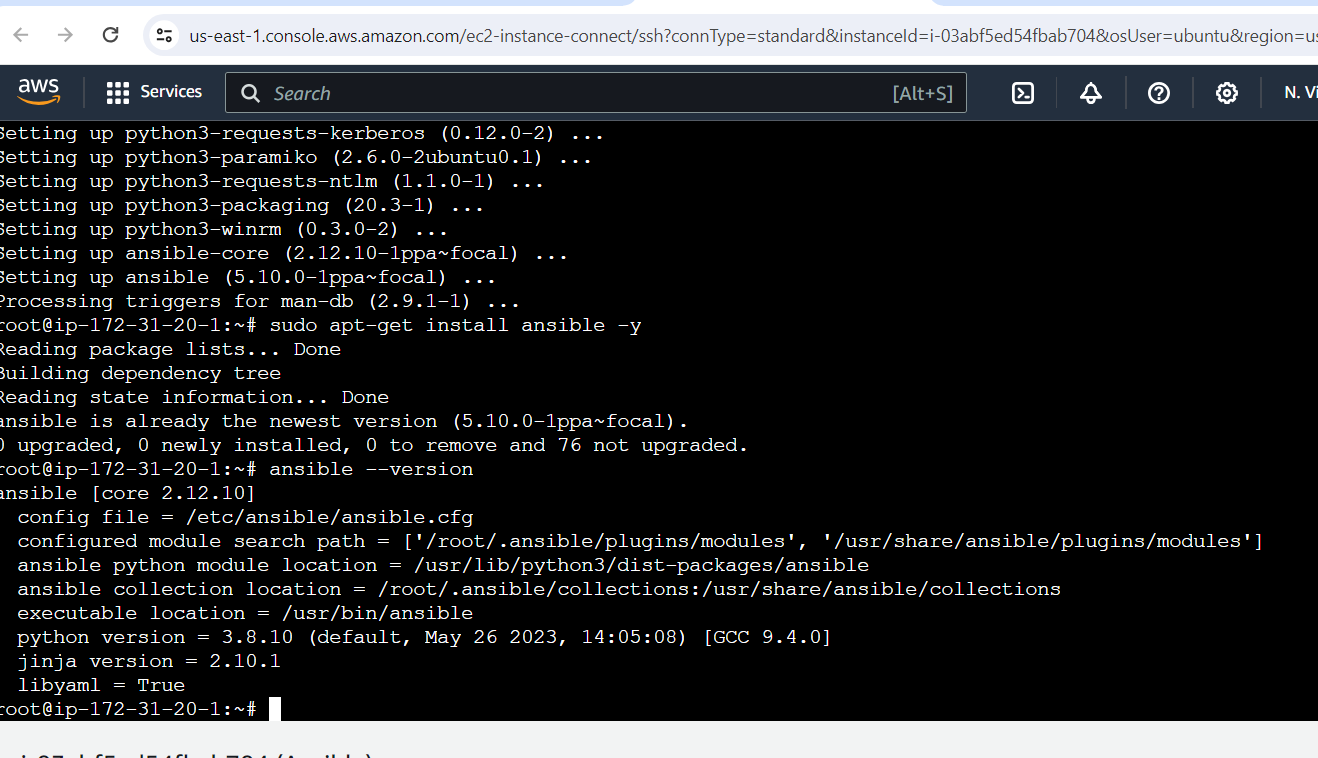 us-east-1.console.aws.amazon.com/ec2-instance-connect/ssh?connType=standard&instanceId=i-03abf5ed54fbab704&osUser=ubuntu&region=us
aws Services Search [Alt+S] N. Vi
Setting up python3-requests-kerberos (0.12.0-2) ...
Setting up python3-paramiko (2.6.0-2ubuntu0.1) ...
Setting up python3-requests-ntlm (1.1.0-1) ...
Setting up python3-packaging (20.3-1) ...
Setting up python3-winrm (0.3.0-2) ...
Setting up ansible-core (2.12.10-1ppa~focal) ...
Setting up ansible (5.10.0-1ppa~focal) ...
Processing triggers for man-db (2.9.1-1) ...
root@ip-172-31-20-1:~# sudo apt-get install ansible -y
Reading package lists... Done
Building dependency tree
Reading state information... Done
ansible is already the newest version (5.10.0-1ppa~focal).
0 upgraded, 0 newly installed, 0 to remove and 76 not upgraded.
root@ip-172-31-20-1:~# ansible --version
ansible [core 2.12.10]
config file = /etc/ansible/ansible.cfg
configured module search path = ['/root/.ansible/plugins/modules', '/usr/share/ansible/plugins/modules']
ansible python module location = /usr/lib/python3/dist-packages/ansible
ansible collection location = /root/.ansible/collections:/usr/share/ansible/collections
executable location = /usr/bin/ansible
python version = 3.8.10 (default, May 26 2023, 14:05:08) [GCC 9.4.0]
jinja version = 2.10.1
libyaml = True
root@ip-172-31-20-1:~#